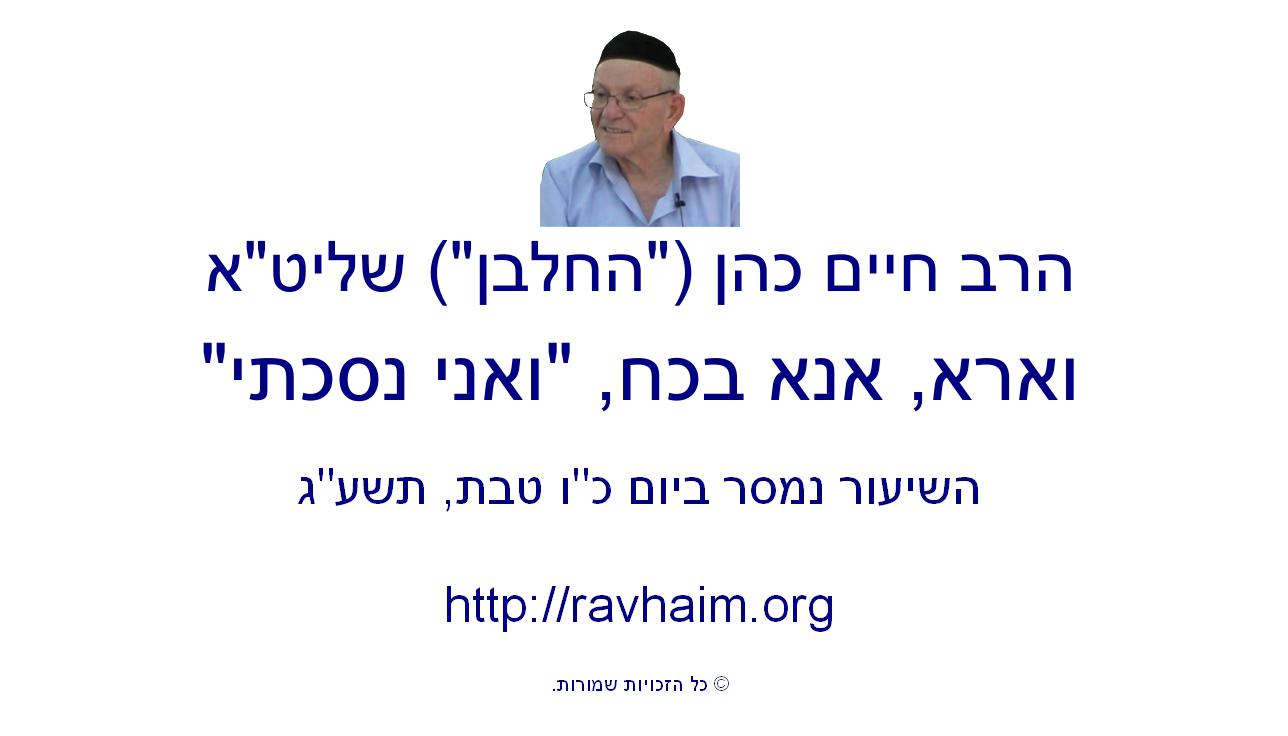 הרב חיים כהן ("החלבן") שליט"א
וארא, אנא בכח, "ואני נסכתי"
השיעור נמסר ביום כ''ו טבת, תשע''ג
http://ravhaim.org
© כל הזכויות שמורות.